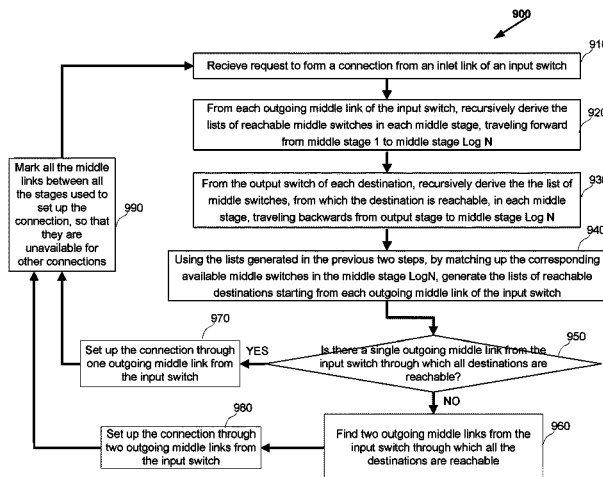 900
910
Recieve request to form a connection from an inlet link of an input switch
920
From each outgoing middle link of the input switch, recursively derive the
lists of reachable middle switches in each middle stage, traveling forward
from middle stage 1 to middle stage Log N
930
From the output switch of each destination, recursively derive the the list of
middle switches, from which the destination is reachable, in each middle
stage, traveling backwards from output stage to middle stage Log N
940
Using the lists generated in the previous two steps, by matching up the corresponding
available middle switches in the middle stage LogN, generate the lists of reachable
destinations starting from each outgoing middle link of the input switch
950
Is there a single outgoing middle link from the
input switch through which all destinations are
reachable?
YES
NO
970
Set up the connection through
one outgoing middle link from
the input switch
960
Find two outgoing middle links from the
input switch through which all the
destinations are reachable
980
Set up the connection through
two outgoing middle links from
the input switch
990
Mark all the middle
links between all
the stages used to
set up the
connection, so that
they are
unavailable for
other connections